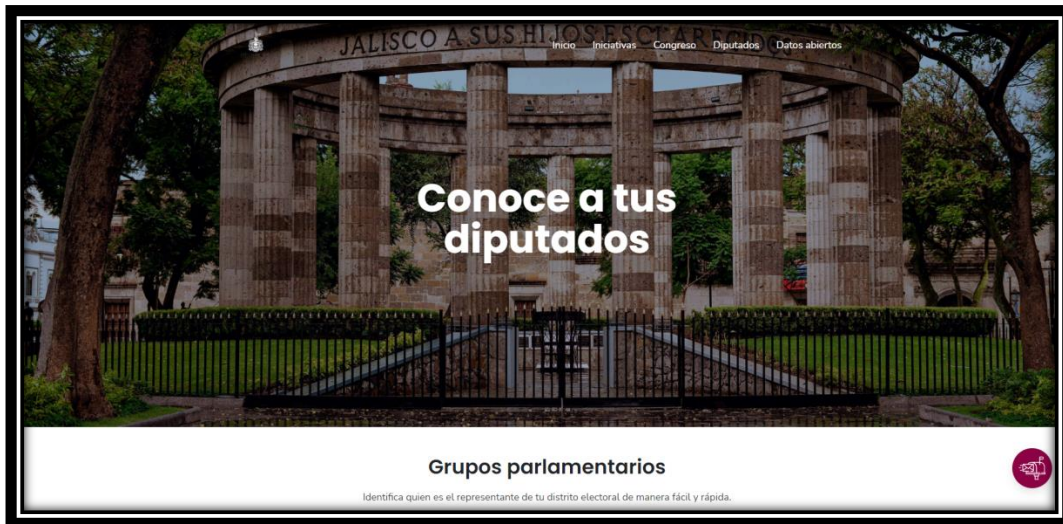 JALISCO A SUS HIJOS ESCLARECIDO
Inicio Iniciativas Congreso Diputados Datos abiertos
Conoce a tus
diputados
Grupos parlamentarios
Identifica quien es el representante de tu distrito electoral de manera fácil y rápida.